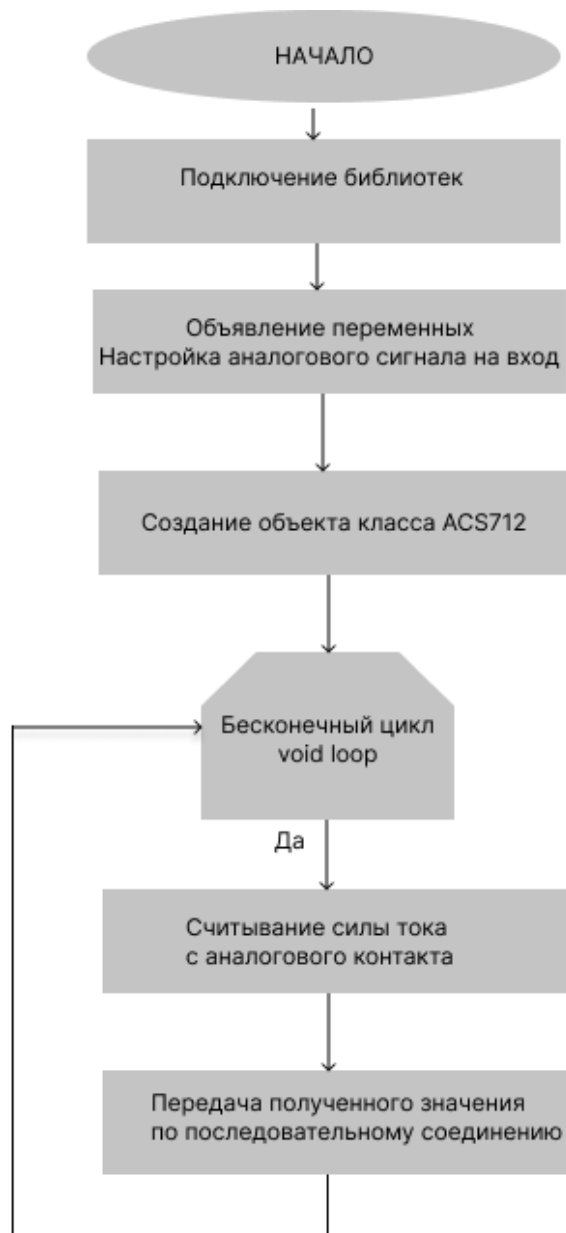 НАЧАЛО
Подключение библиотек
Объявление переменных
Настройка аналогового сигнала на вход
Создание объекта класса ACS712
Бесконечный цикл
void loop
Да
Считывание силы тока
с аналогового контакта
Передача полученного значения
по последовательному соединению